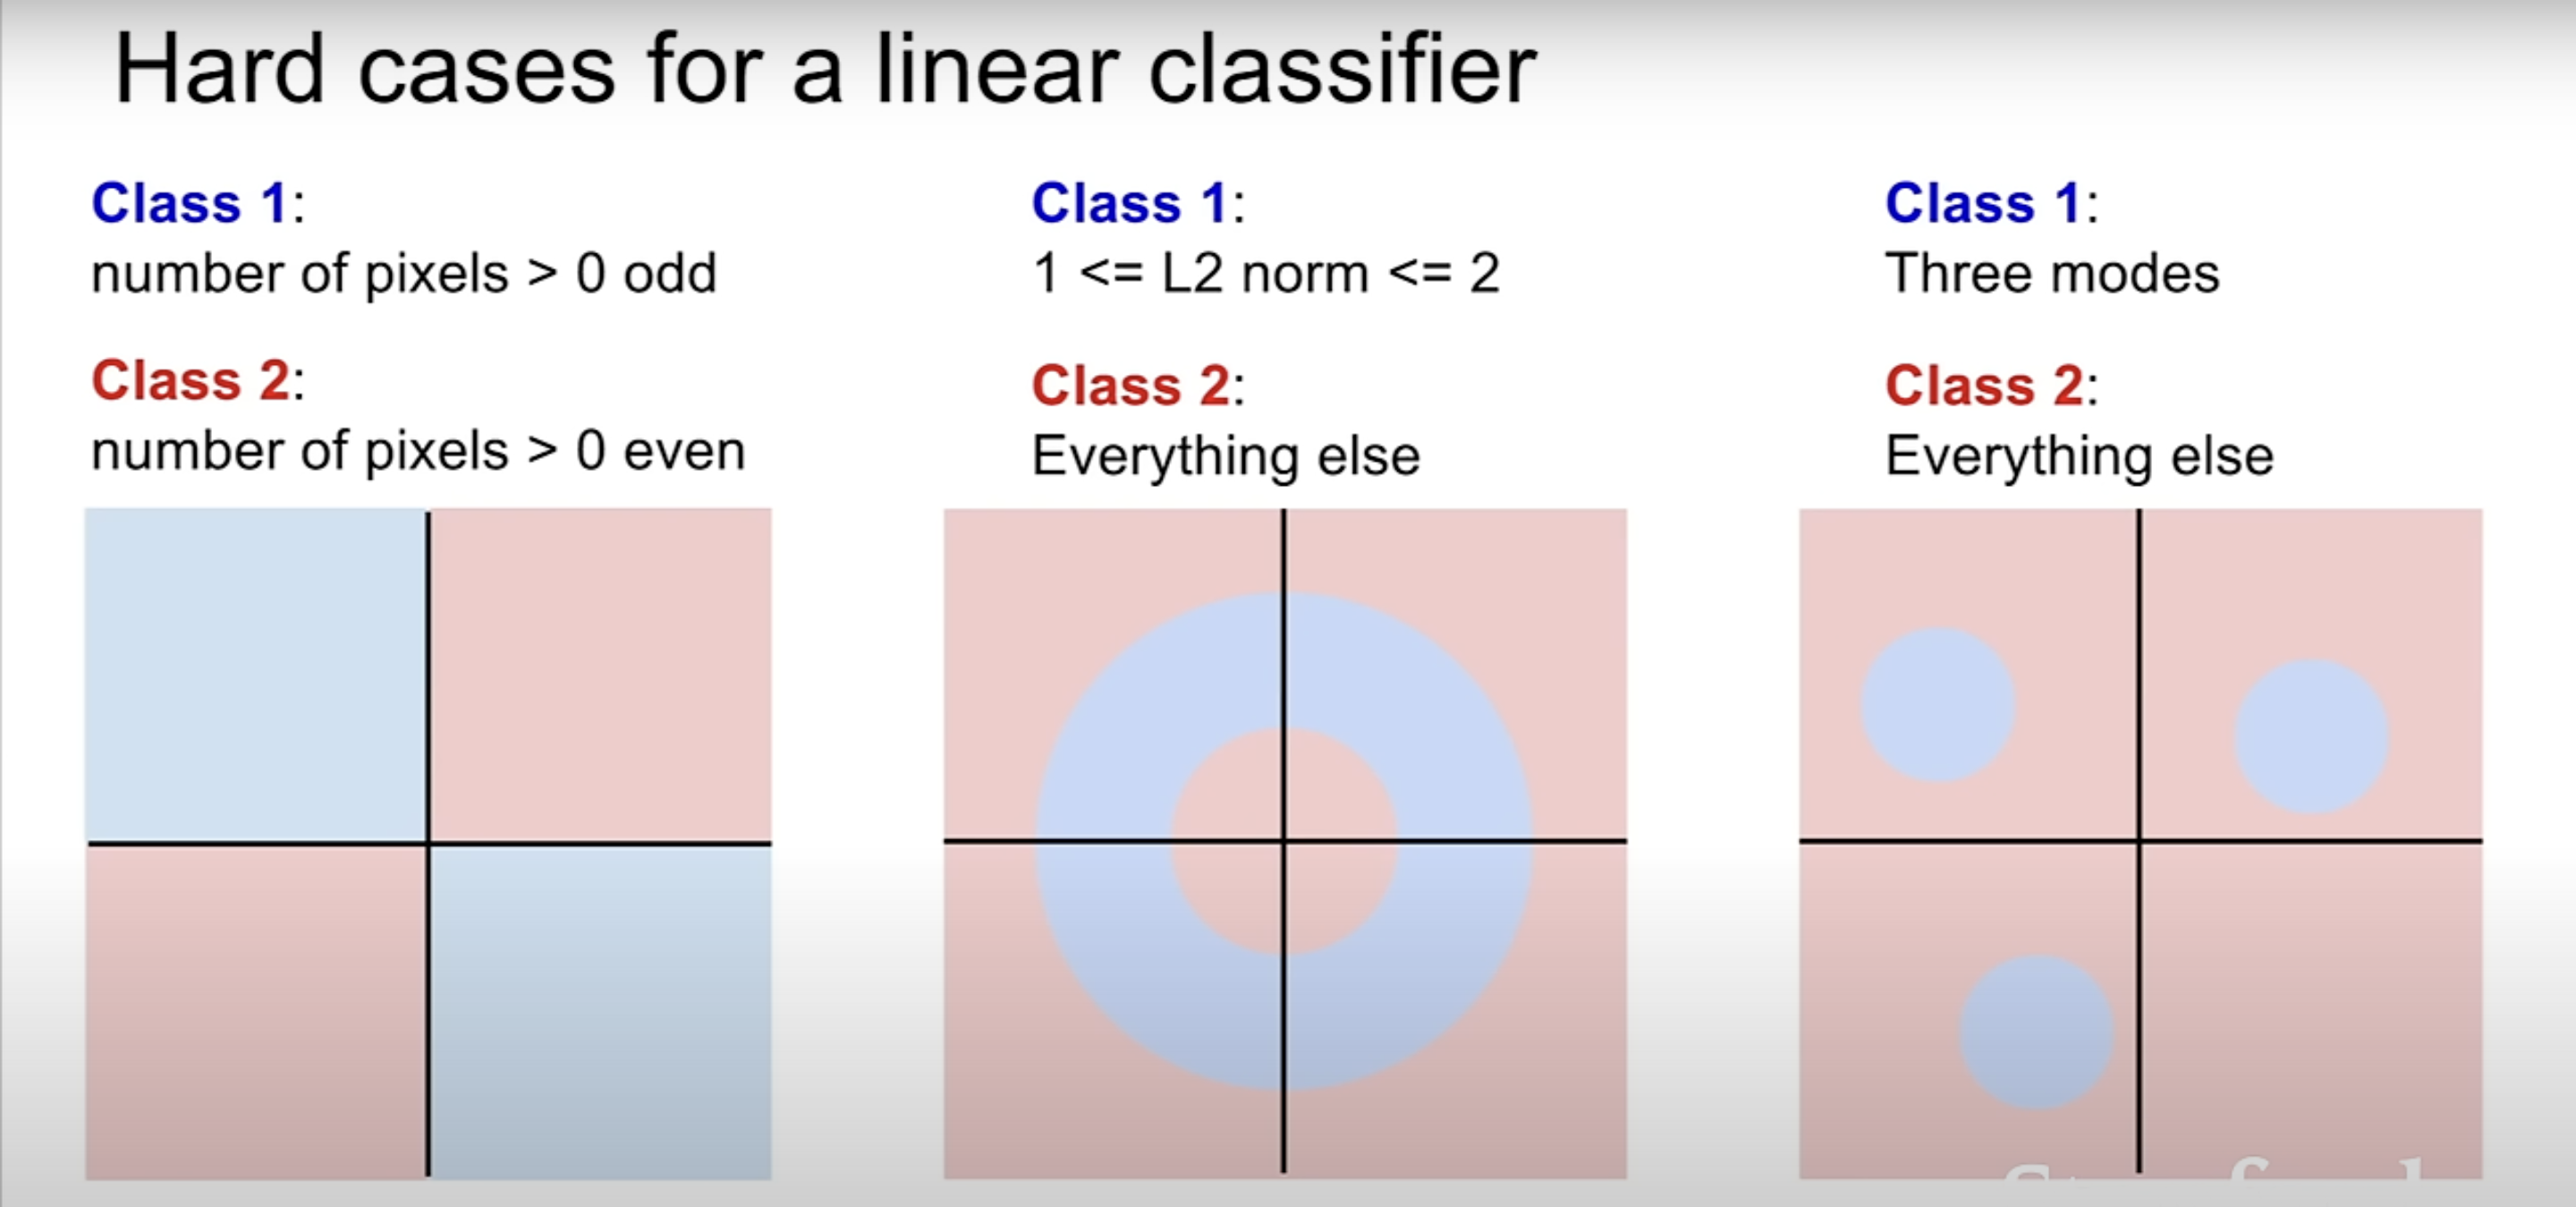 Hard cases for a linear classifier
Class 1:
number of pixels > 0 odd
Class 2:
number of pixels > 0 even
Class 1:
1 <= L2 norm <= 2
Class 2:
Everything else
Class 1:
Three modes
Class 2:
Everything else